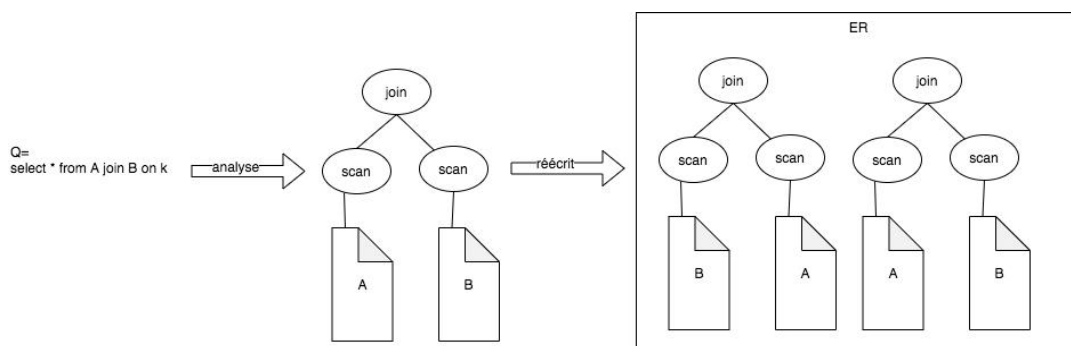 Q=
select * from A join B on k
analyse
join
scan
scan
A
B
réécrit
ER
join
join
scan
scan
scan
scan
B
A
A
B